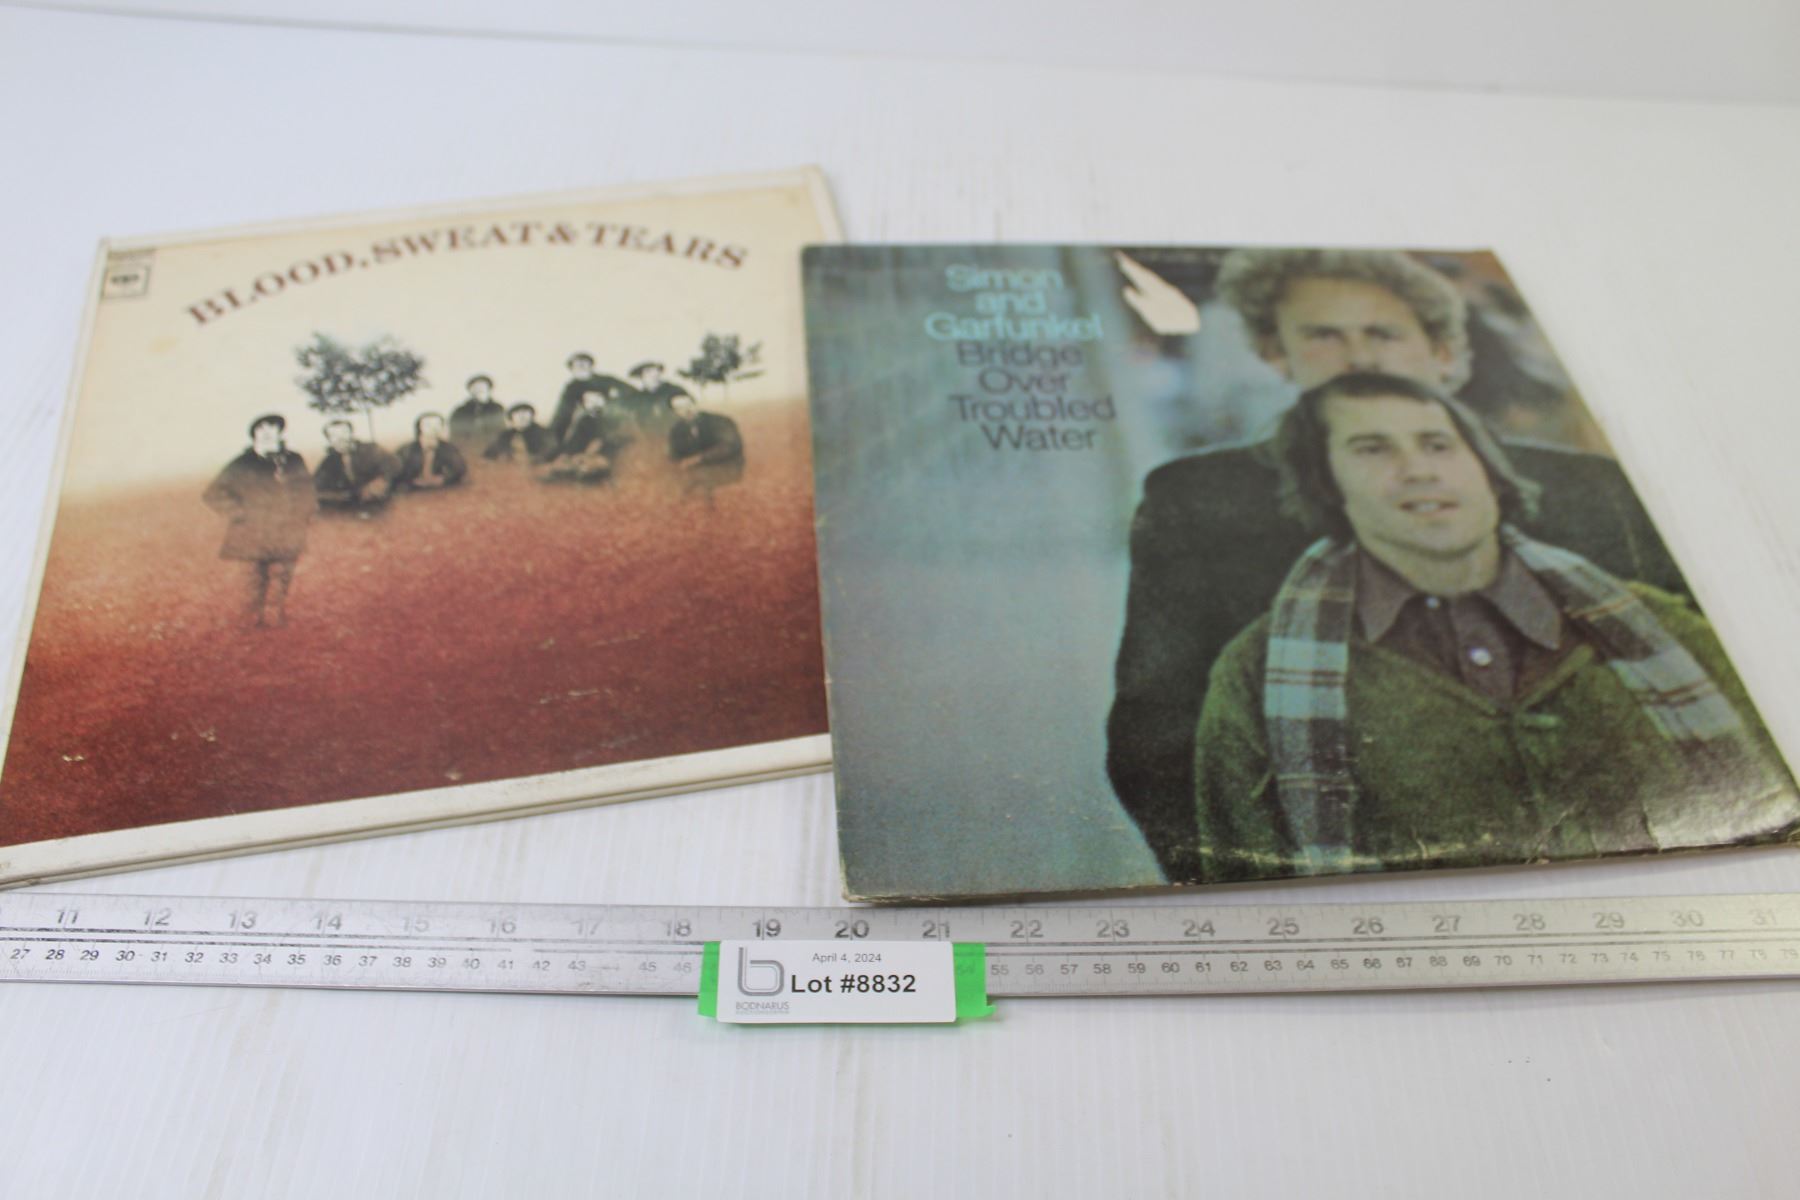 BLOOD, SWEAT & TEARS
Simon
and
Garfunkel
Bridge
Over
Troubled
Water
11 12 13 14 15 16 17 18 19 20 21 22 23 24 25 26 27 28 29 30 31
27 28 29 30 31 32 33 34 35 36 37 38 39 40 41 42 43 45 46 54 55 56 57 58 59 60 61 62 63 64 65 66 67 68 69 70 71 72 73 74 75 76 77 78 79
April 4, 2024
Lot #8832
BODNARUS